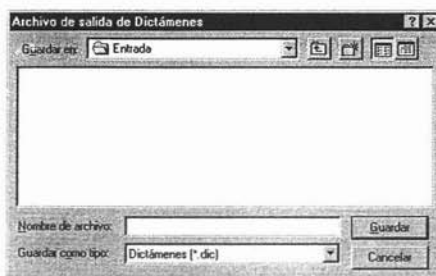 Archivo de salida de Dictámenes
Guardar en: Entrada
Nombre de archivo: Guardar
Guardar como tipo: Dictámenes (*.dic) Cancelar